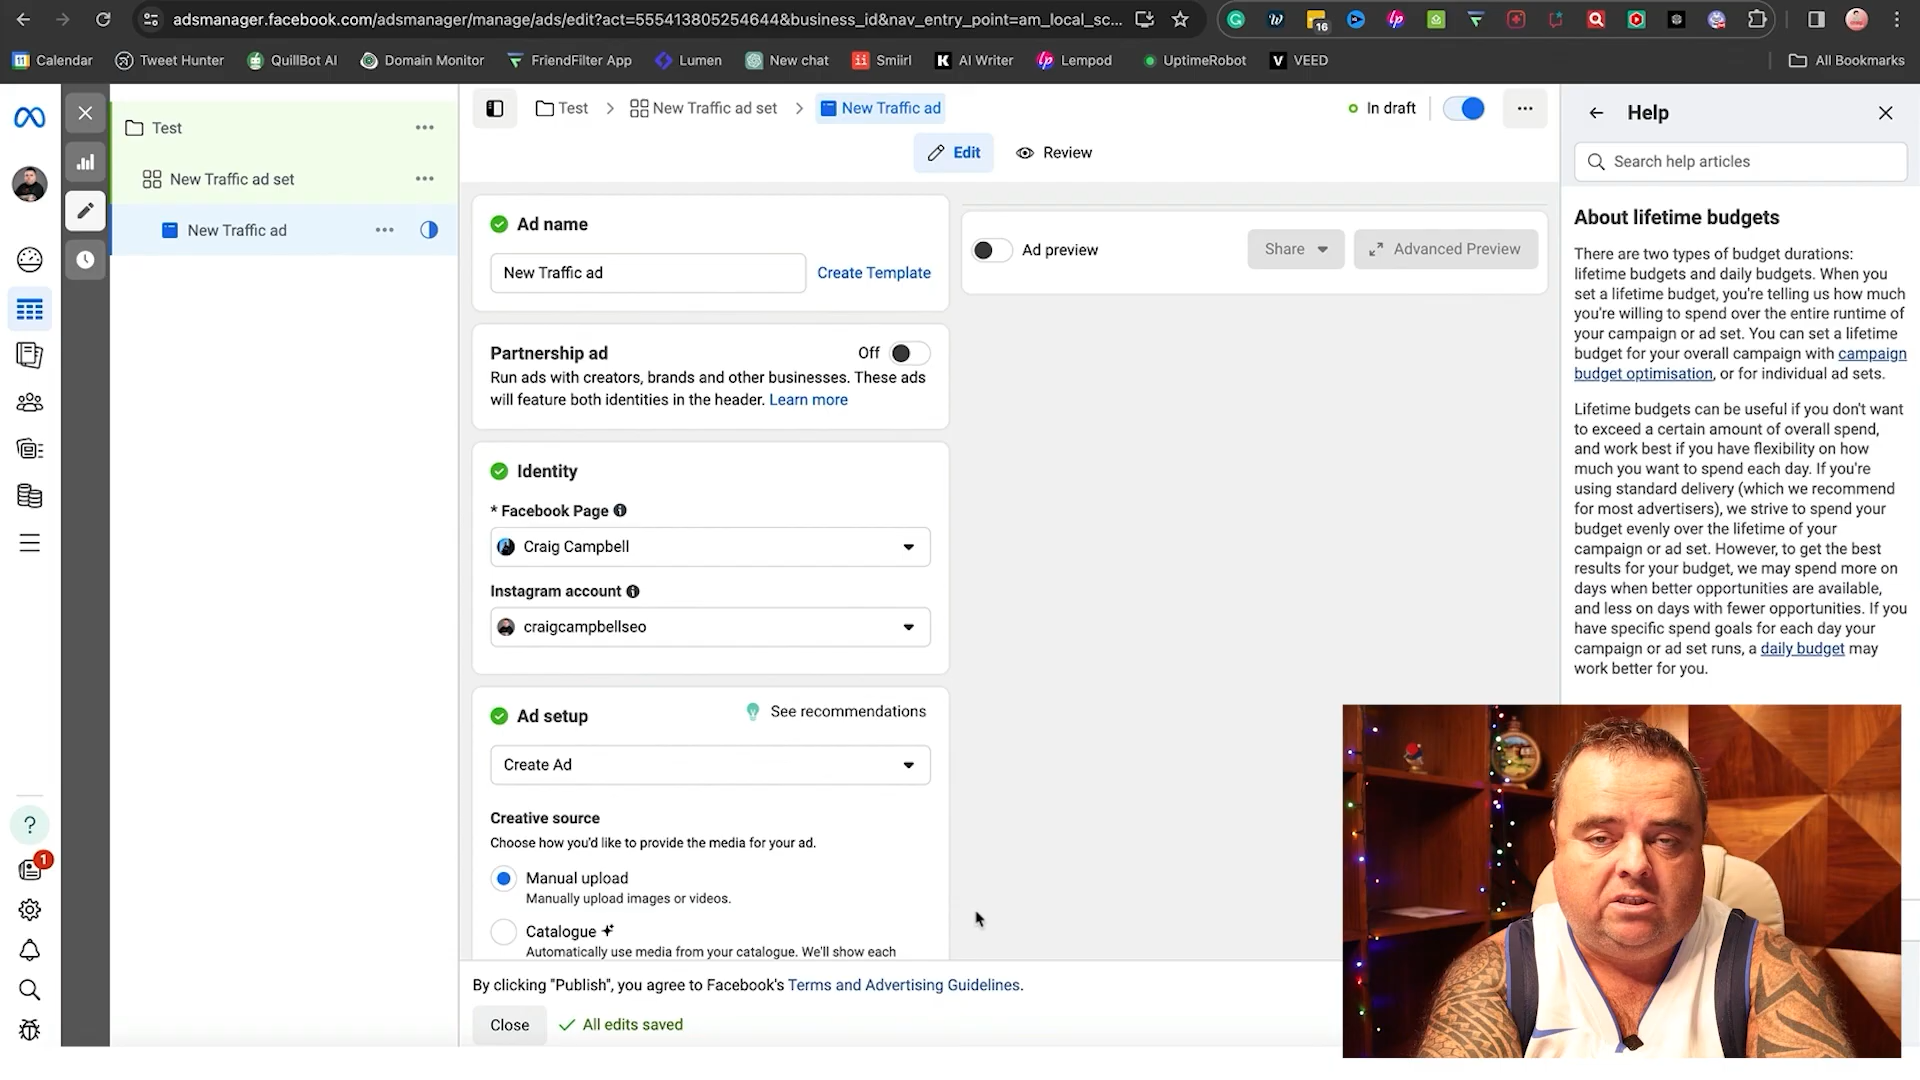 adsmanager.facebook.com/adsmanager/manage/ads/edit?act=555413805254644&business_id&nav_entry_point=am_local_sc...
16
Calendar
Tweet Hunter
QuillBot AI
Domain Monitor
FriendFilter App
Lumen
New chat
Smiirl
AI Writer
Lempod
UptimeRobot
VEED
All Bookmarks
Test
New Traffic ad set
New Traffic ad
Test > New Traffic ad set > New Traffic ad
In draft
Edit
Review
Ad name
New Traffic ad
Create Template
Partnership ad
Off
Run ads with creators, brands and other businesses. These ads
will feature both identities in the header. Learn more
Identity
* Facebook Page
Craig Campbell
Instagram account
craigcampbellseo
Ad setup
See recommendations
Create Ad
Creative source
Choose how you'd like to provide the media for your ad.
Manual upload
Manually upload images or videos.
Catalogue
Automatically use media from your catalogue. We'll show each
By clicking "Publish", you agree to Facebook's Terms and Advertising Guidelines.
Close
All edits saved
Ad preview
Share
Advanced Preview
Help
Search help articles
About lifetime budgets
There are two types of budget durations:
lifetime budgets and daily budgets. When you
set a lifetime budget, you're telling us how much
you're willing to spend over the entire runtime of
your campaign or ad set. You can set a lifetime
budget for your overall campaign with campaign
budget optimisation, or for individual ad sets.
Lifetime budgets can be useful if you don't want
to exceed a certain amount of overall spend,
and work best if you have flexibility on how
much you want to spend each day. If you're
using standard delivery (which we recommend
for most advertisers), we strive to spend your
budget evenly over the lifetime of your
campaign or ad set. However, to get the best
results for your budget, we may spend more on
days when better opportunities are available,
and less on days with fewer opportunities. If you
have specific spend goals for each day your
campaign or ad set runs, a daily budget may
work better for you.
1